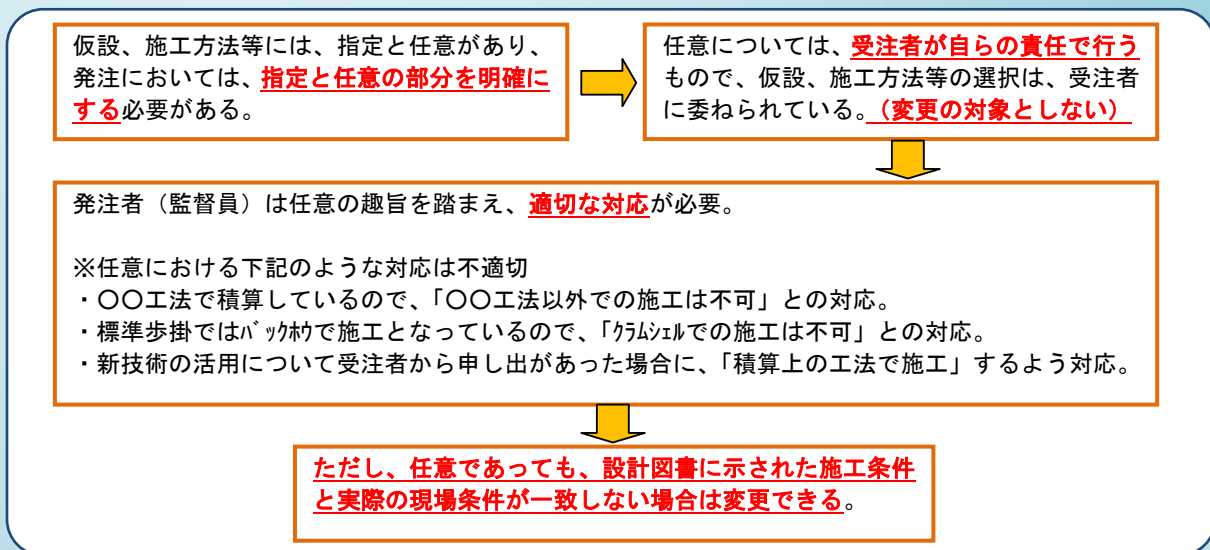 仮設、施工方法等には、指定と任意があり、
発注においては、指定と任意の部分を明確に
する必要がある。
任意については、受注者が自らの責任で行う
もので、仮設、施工方法等の選択は、受注者
に委ねられている。（変更の対象としない）
発注者（監督員）は任意の趣旨を踏まえ、適切な対応が必要。
※任意における下記のような対応は不適切
・〇〇工法で積算しているので、「〇〇工法以外での施工は不可」との対応。
・標準歩掛ではﾊﾞｯｸﾎｳで施工となっているので、「ｸﾗﾑｼｪﾙでの施工は不可」との対応。
・新技術の活用について受注者から申し出があった場合に、「積算上の工法で施工」するよう対応。
ただし、任意であっても、設計図書に示された施工条件
と実際の現場条件が一致しない場合は変更できる。